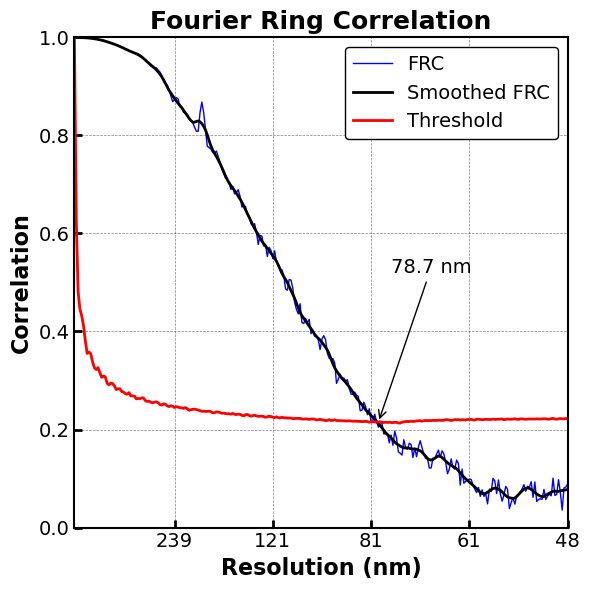 Fourier Ring Correlation
1.0
0.8
0.6
0.4
0.2
0.0
Correlation
FRC
Smoothed FRC
Threshold
78.7 nm
239 121 81 61 48
Resolution (nm)